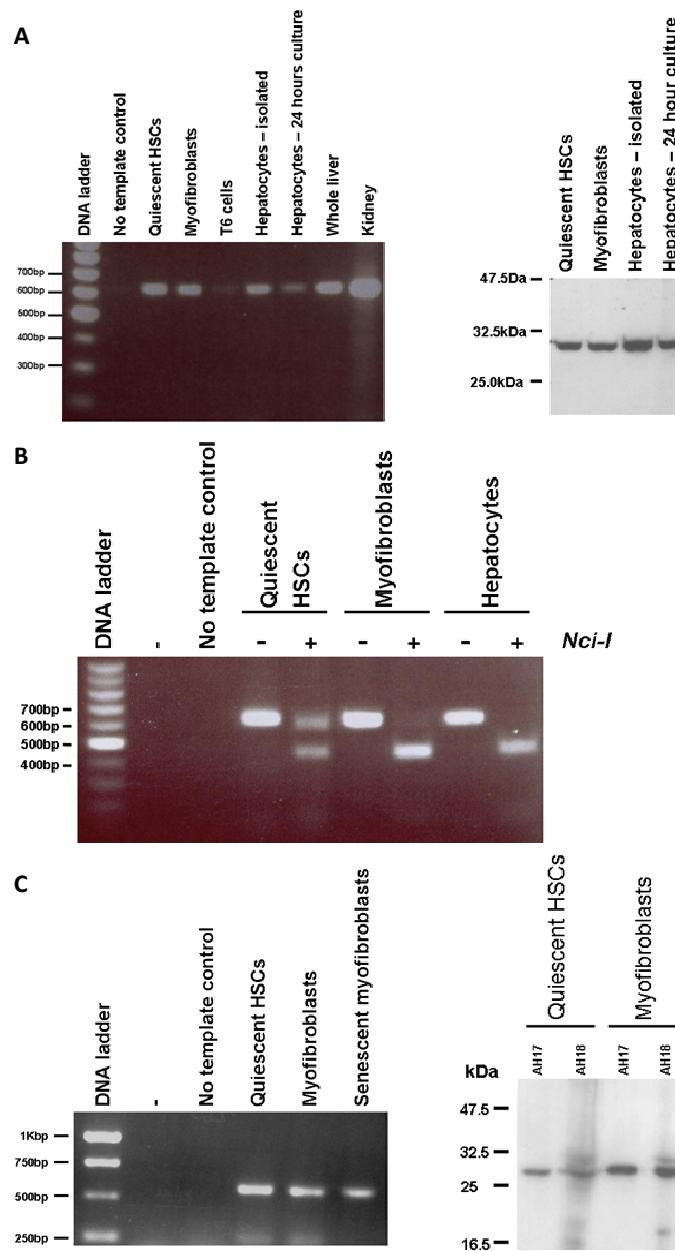 A
DNA ladder
No template control
Quiescent HSCs
Myofibroblasts
T6 cells
Hepatocytes – isolated
Hepatocytes – 24 hours culture
Whole liver
Kidney
700bp
600bp
500bp
400bp
300bp
Quiescent HSCs
Myofibroblasts
Hepatocytes – isolated
Hepatocytes – 24 hour culture
47.5Da
32.5kDa
25.0kDa
B
DNA ladder
-
No template control
Quiescent
HSCs
Myofibroblasts
Hepatocytes
- + - + - + Nci-I
700bp
600bp
500bp
400bp
C
DNA ladder
-
No template control
Quiescent HSCs
Myofibroblasts
Senescent myofibroblasts
1Kbp
750bp
500bp
250bp
Quiescent HSCs
Myofibroblasts
kDa
AH17
AH18
AH17
AH18
47.5
32.5
25
16.5